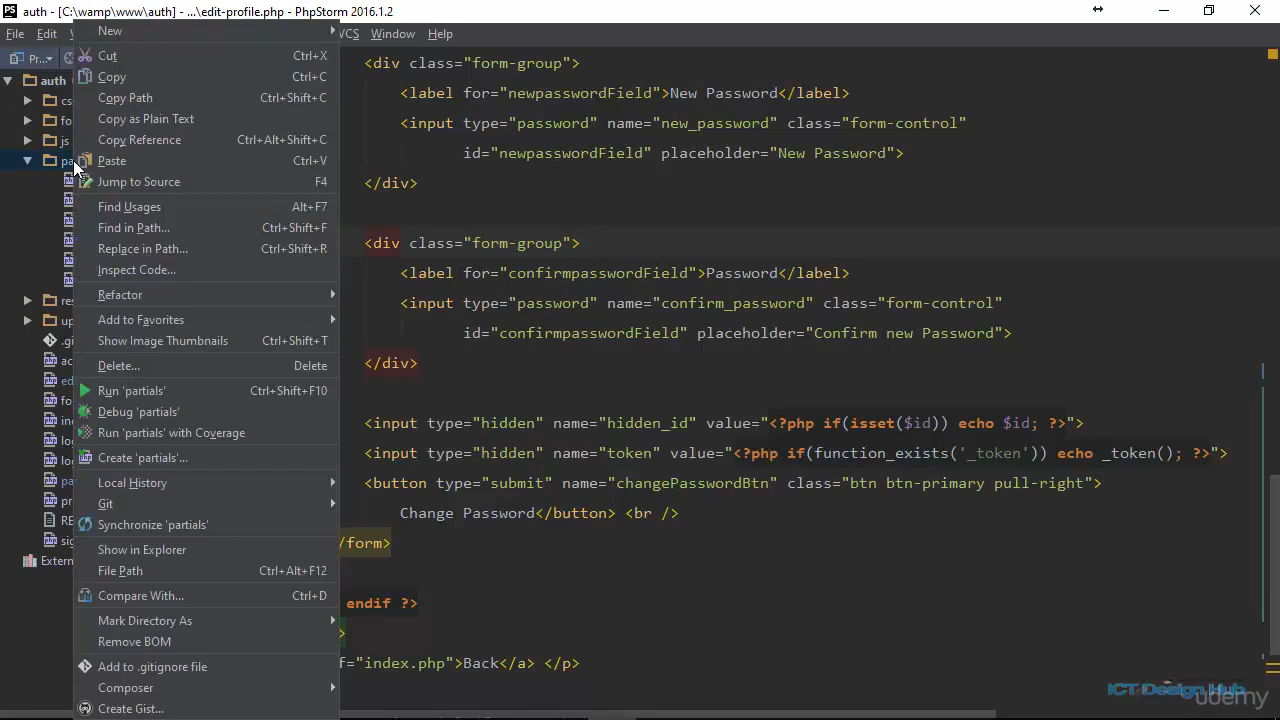 PS auth - [C:\wamp\www\auth] - ...\edit-profile.php - PhpStorm 2016.1.2
File Edit VCS Window Help
Pr...
auth
js
External
New
Cut Ctrl+X
Copy Ctrl+C
Copy Path Ctrl+Shift+C
Copy as Plain Text
Copy Reference Ctrl+Alt+Shift+C
Paste Ctrl+V
Jump to Source F4
Find Usages Alt+F7
Find in Path... Ctrl+Shift+F
Replace in Path... Ctrl+Shift+R
Inspect Code...
Refactor
Add to Favorites
Show Image Thumbnails Ctrl+Shift+T
Delete... Delete
Run 'partials' Ctrl+Shift+F10
Debug 'partials'
Run 'partials' with Coverage
Create 'partials'...
Local History
Git
Synchronize 'partials'
Show in Explorer
File Path Ctrl+Alt+F12
Compare With... Ctrl+D
Mark Directory As
Remove BOM
Add to .gitignore file
Composer
Create Gist...
<div class="form-group">
<label for="newpasswordField">New Password</label>
<input type="password" name="new_password" class="form-control"
id="newpasswordField" placeholder="New Password">
</div>
<div class="form-group">
<label for="confirmpasswordField">Password</label>
<input type="password" name="confirm_password" class="form-control"
id="confirmpasswordField" placeholder="Confirm new Password">
</div>
<input type="hidden" name="hidden_id" value="<?php if(isset($id)) echo $id; ?>">
<input type="hidden" name="token" value="<?php if(function_exists('_token')) echo _token(); ?>">
<button type="submit" name="changePasswordBtn" class="btn btn-primary pull-right">
Change Password</button> <br />
/form>
endif ?>
>
f="index.php">Back</a> </p>
ICT Design Hub
udemy